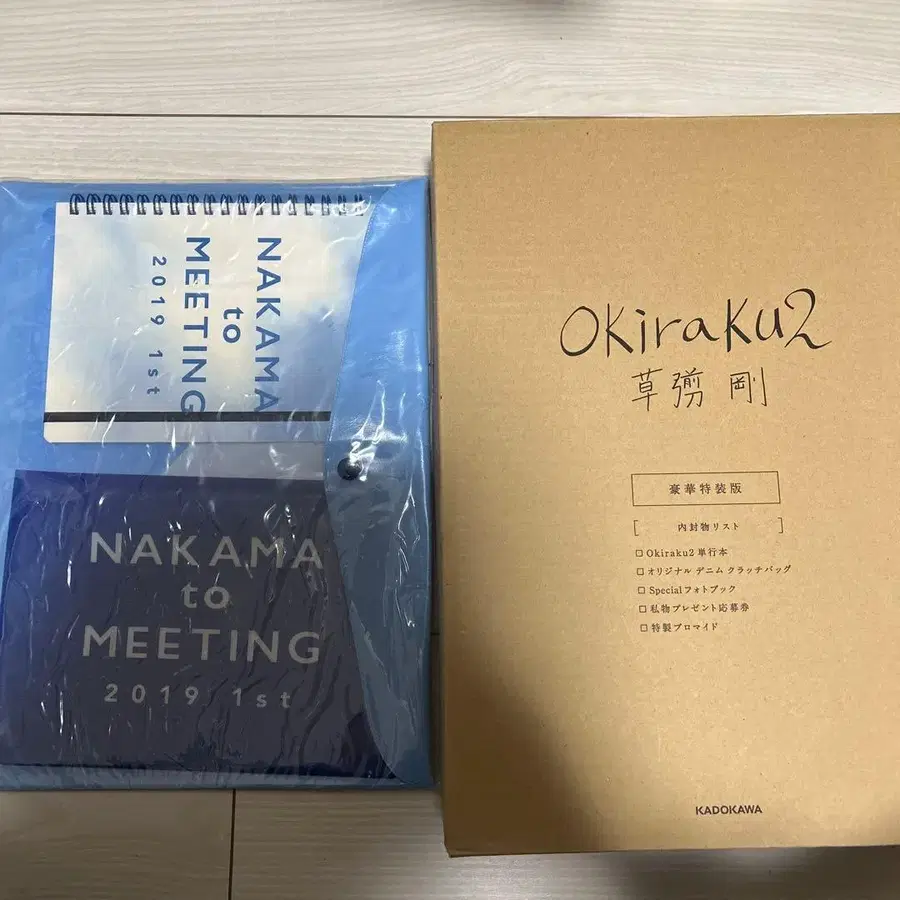 NAKAMA
to
MEETING
2019 1st
NAKAMA
to
MEETING
2019 1st
Okiraku2
草彅 剛
豪華特装版
[ 内封物リスト ]
□ Okiraku2 単行本
□ オリジナル デニム クラッチバッグ
□ Specialフォトブック
□ 私物プレゼント応募券
□ 特製ブロマイド
KADOKAWA